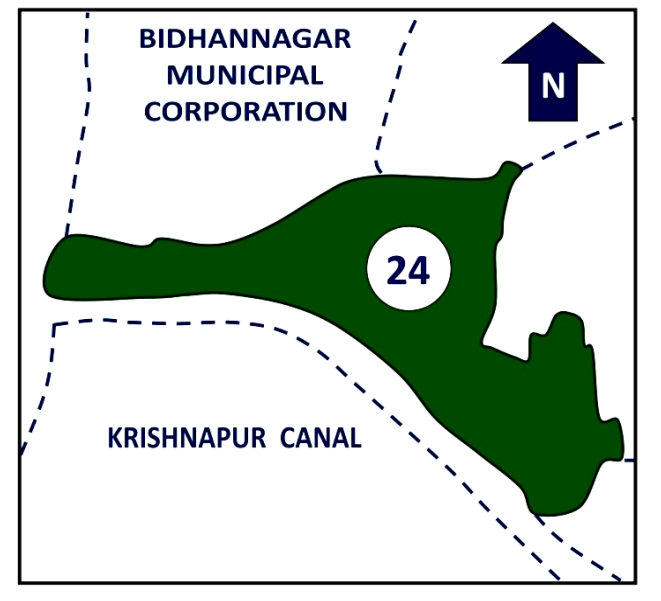 BIDHANNAGAR
MUNICIPAL
CORPORATION
N
24
KRISHNAPUR CANAL